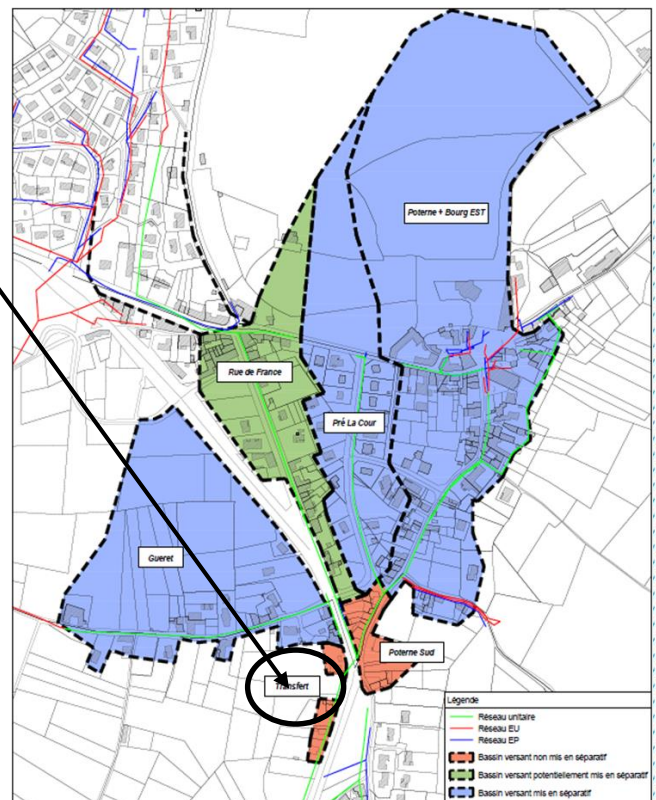 Poterne + Bourg EST
Rue de France
Pré La Cour
Gueret
Poterne Sud
Transfert
Légende
Réseau unitaire
Réseau EU
Réseau EP
Bassin versant non mis en séparatif
Bassin versant potentiellement mis en séparatif
Bassin versant mis en séparatif